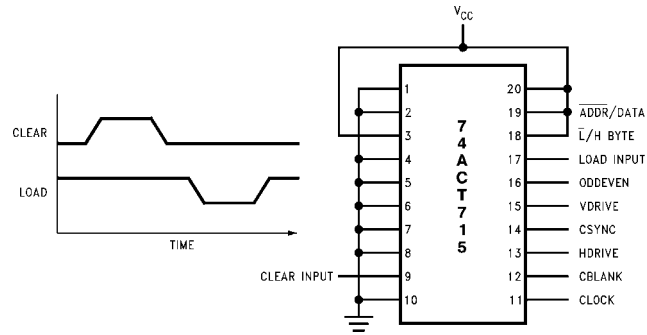 CLEAR
LOAD
TIME
VCC
74ACT715
1
2
3
4
5
6
7
8
CLEAR INPUT 9
10
20
19 ADDR/DATA
18 L/H BYTE
17 LOAD INPUT
16 ODDEVEN
15 VDRIVE
14 CSYNC
13 HDRIVE
12 CBLANK
11 CLOCK